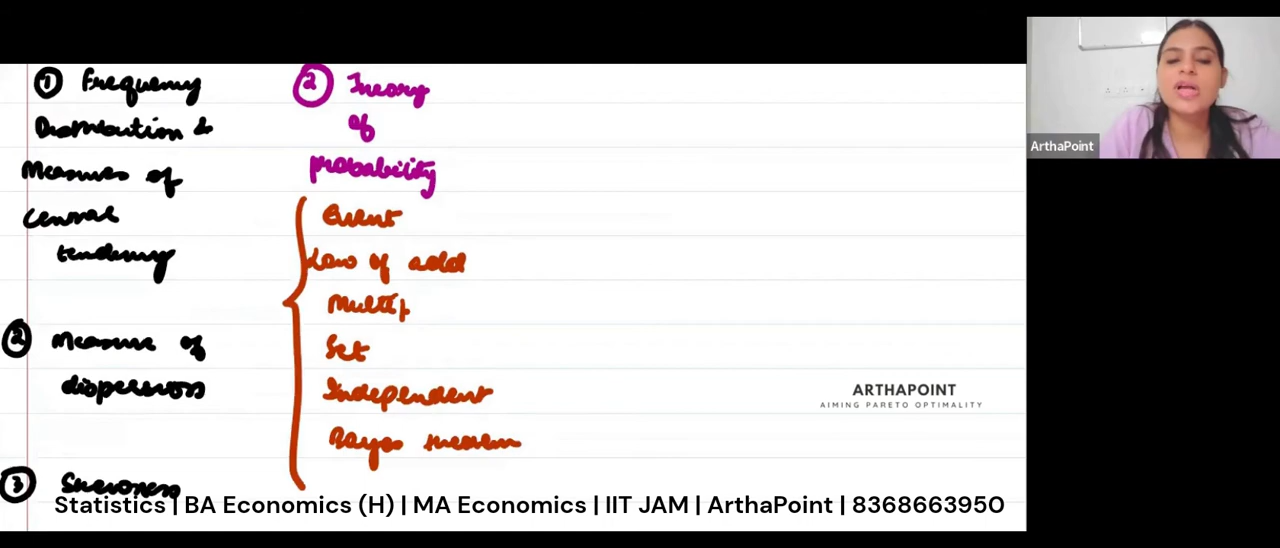 ① Frequency
Distribution &
Measures of
Central
tendency
② Measure of
dispersion
③ Skewness
② Theory
of
probability
Event
Law of add
Multip
Set
Independent
Bayes theorem
ArthaPoint
ARTHAPOINT
AIMING PARETO OPTIMALITY
Statistics | BA Economics (H) | MA Economics | IIT JAM | ArthaPoint | 8368663950